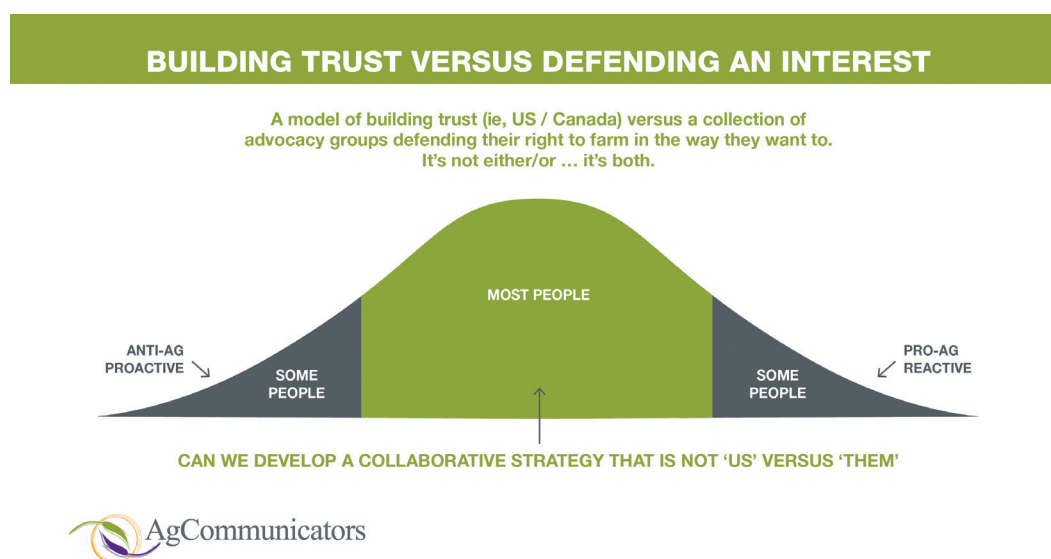 BUILDING TRUST VERSUS DEFENDING AN INTEREST
A model of building trust (ie, US / Canada) versus a collection of
advocacy groups defending their right to farm in the way they want to.
It's not either/or ... it's both.
MOST PEOPLE
ANTI-AG
PROACTIVE
SOME
PEOPLE
SOME
PEOPLE
PRO-AG
REACTIVE
CAN WE DEVELOP A COLLABORATIVE STRATEGY THAT IS NOT ‘US’ VERSUS ‘THEM’
AgCommunicators